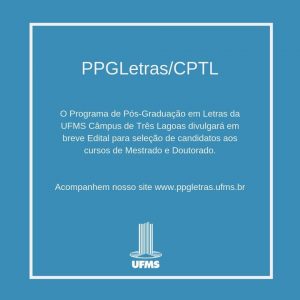 PPGLetras/CPTL
O Programa de Pós-Graduação em Letras da
UFMS Câmpus de Três Lagoas divulgará em
breve Edital para seleção de candidatos aos
cursos de Mestrado e Doutorado.
Acompanhem nosso site www.ppgletras.ufms.br
UFMS